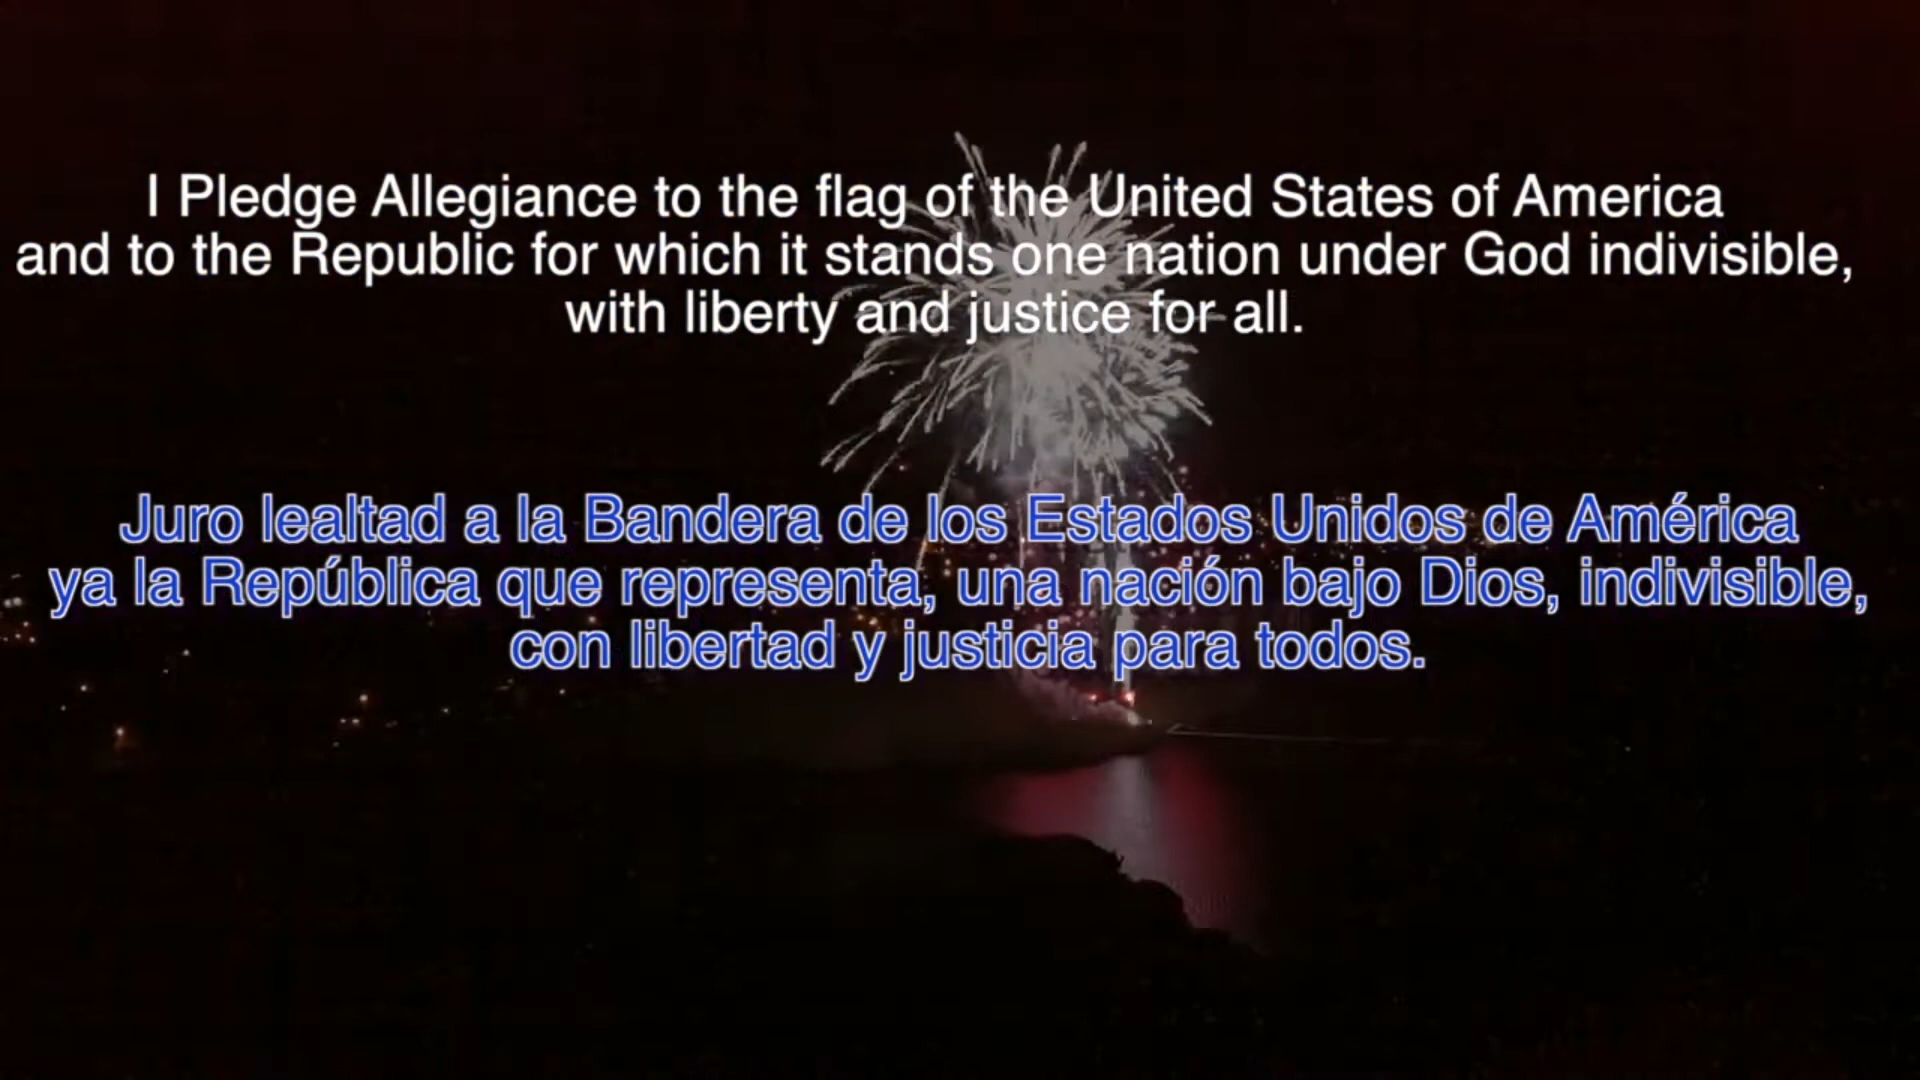 I Pledge Allegiance to the flag of the United States of America
and to the Republic for which it stands one nation under God indivisible,
with liberty and justice for all.
Juro lealtad a la Bandera de los Estados Unidos de América
ya la República que representa, una nación bajo Dios, indivisible,
con libertad y justicia para todos.